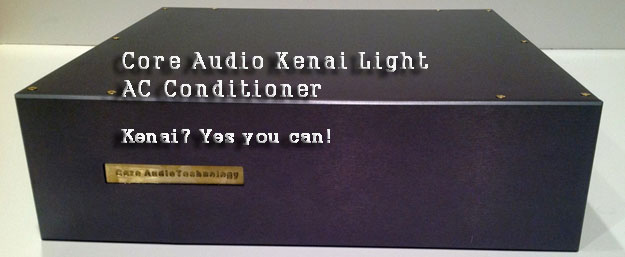 Core Audio Kenai Light
AC Conditioner
Kenai? Yes you can!
Core AudioTechnology